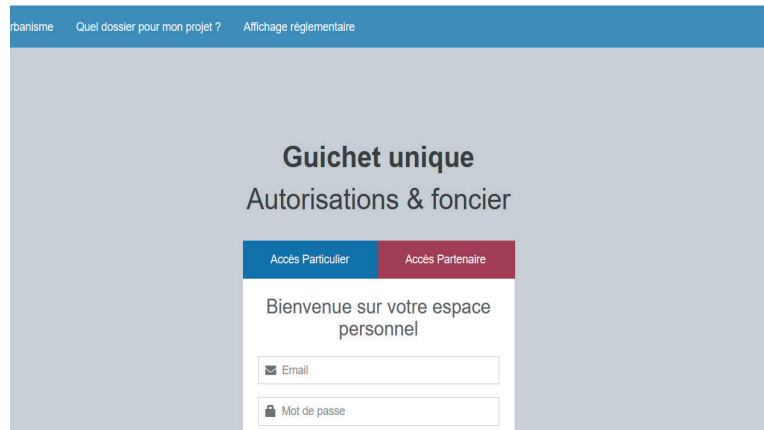 rbanisme Quel dossier pour mon projet ? Affichage réglementaire
Guichet unique
Autorisations & foncier
Accès Particulier Accès Partenaire
Bienvenue sur votre espace
personnel
Email
Mot de passe